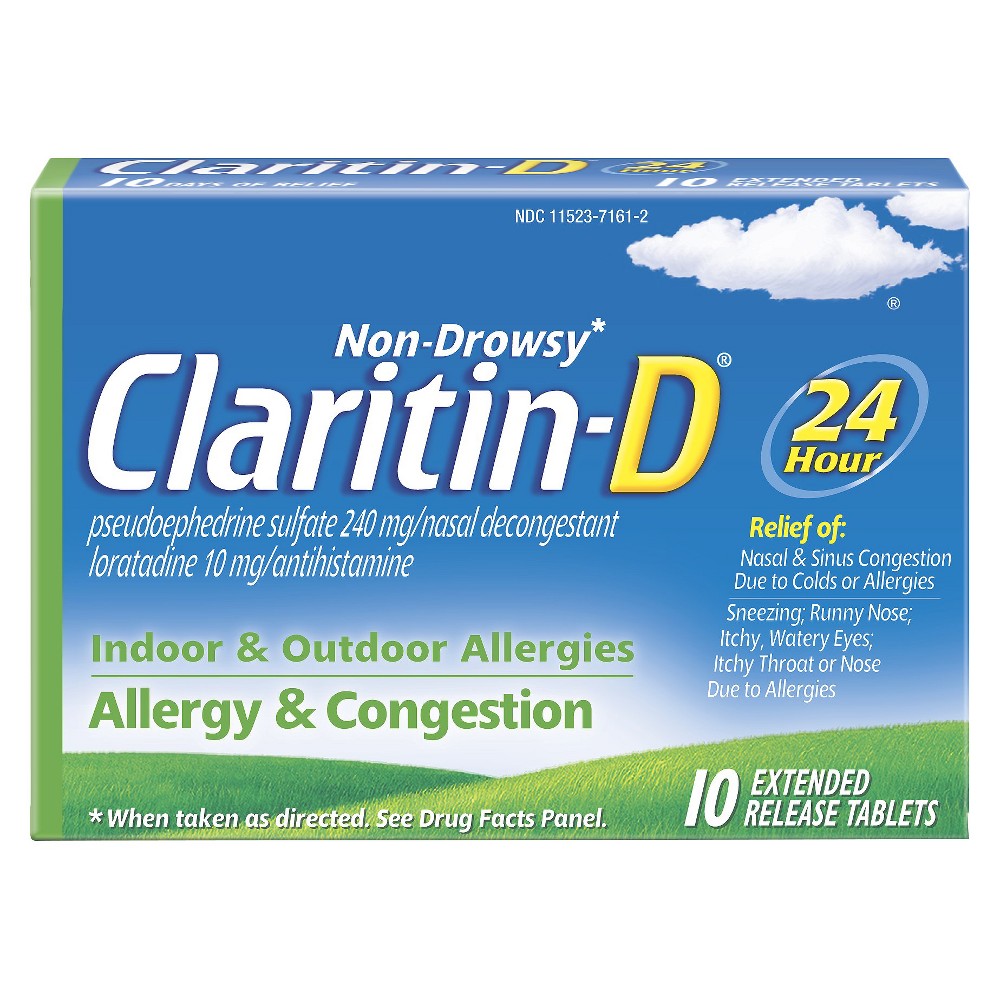 Claritin-D 24 Hour
10 DAYS OF RELIEF 10 EXTENDED RELEASE TABLETS
NDC 11523-7161-2
®
Non-Drowsy*
Claritin-D®
24
Hour
pseudoephedrine sulfate 240 mg/nasal decongestant
loratadine 10 mg/antihistamine
Relief of:
Nasal & Sinus Congestion
Due to Colds or Allergies
Sneezing; Runny Nose;
Itchy, Watery Eyes;
Itchy Throat or Nose
Due to Allergies
Indoor & Outdoor Allergies
Allergy & Congestion
*When taken as directed. See Drug Facts Panel.
10 EXTENDED
RELEASE TABLETS